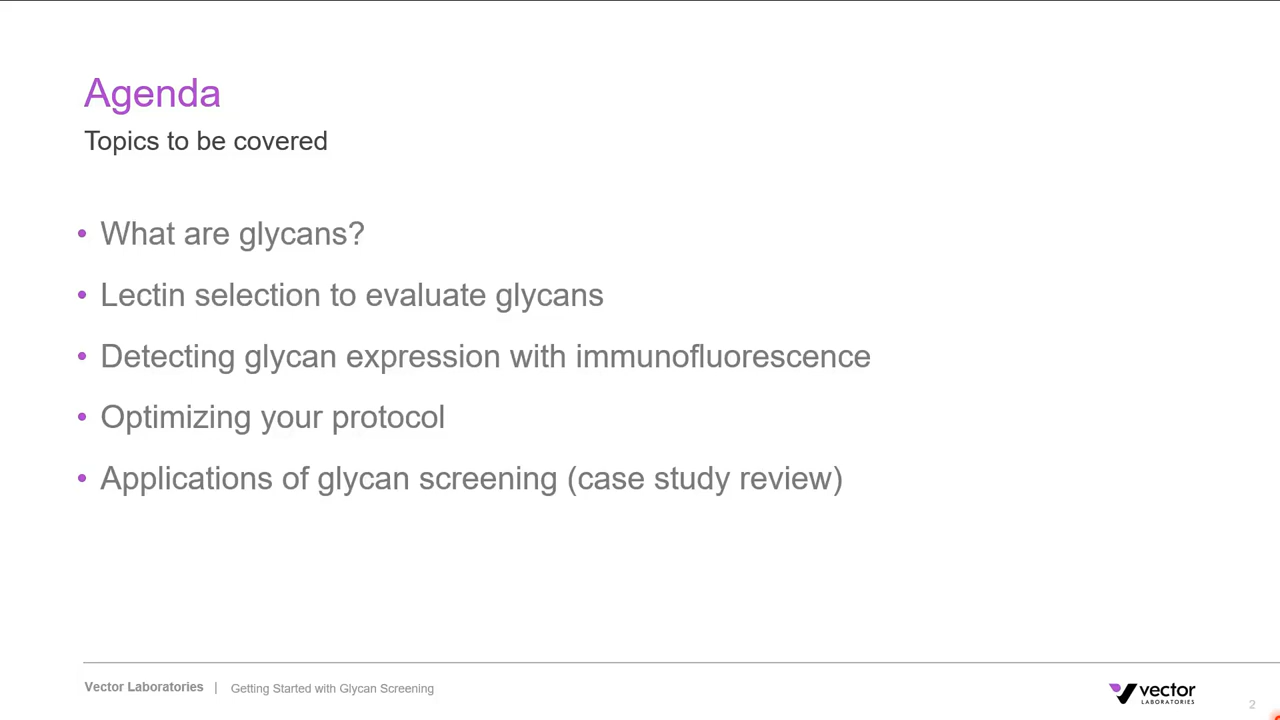 Agenda
Topics to be covered
• What are glycans?
• Lectin selection to evaluate glycans
• Detecting glycan expression with immunofluorescence
• Optimizing your protocol
• Applications of glycan screening (case study review)
Vector Laboratories | Getting Started with Glycan Screening
vector
LABORATORIES
2